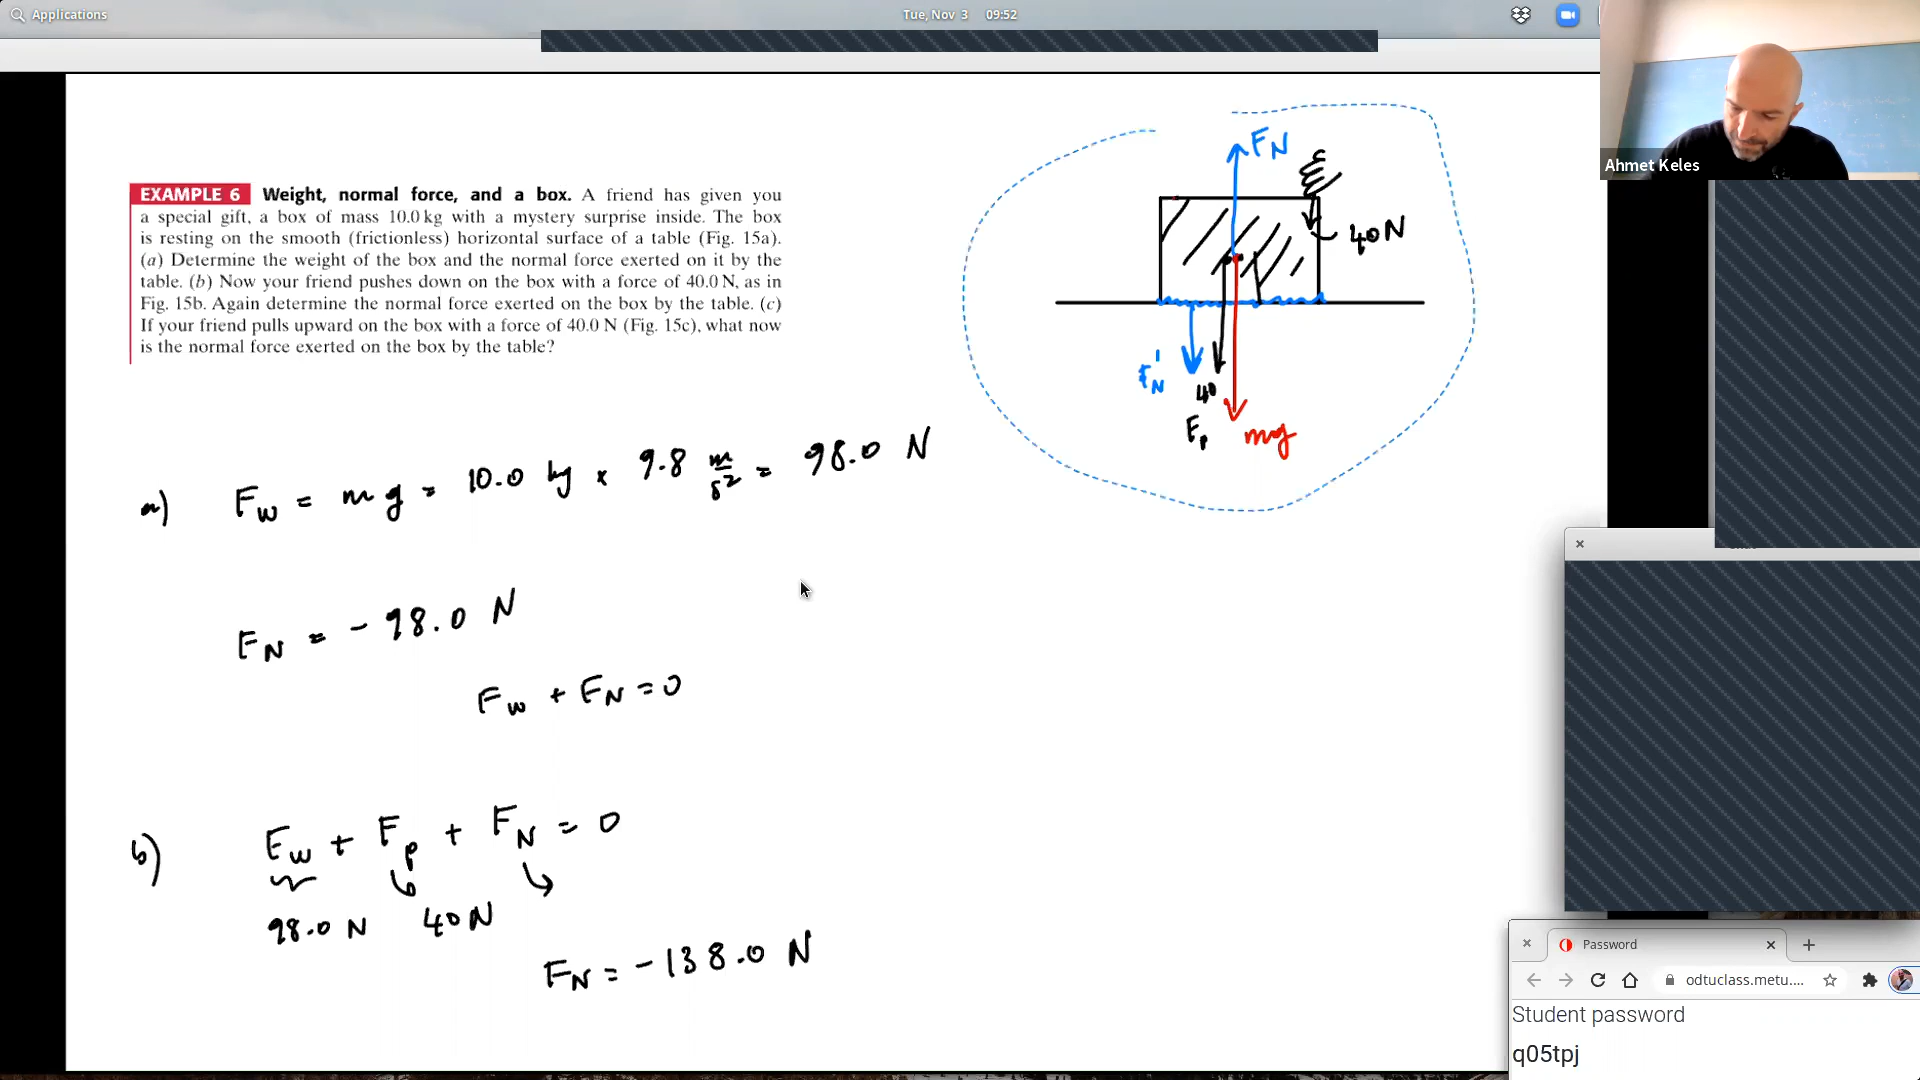 Applications
Tue, Nov 3 09:52
Ahmet Keles
EXAMPLE 6 Weight, normal force, and a box. A friend has given you
a special gift, a box of mass 10.0 kg with a mystery surprise inside. The box
is resting on the smooth (frictionless) horizontal surface of a table (Fig. 15a).
(a) Determine the weight of the box and the normal force exerted on it by the
table. (b) Now your friend pushes down on the box with a force of 40.0 N, as in
Fig. 15b. Again determine the normal force exerted on the box by the table. (c)
If your friend pulls upward on the box with a force of 40.0 N (Fig. 15c), what now
is the normal force exerted on the box by the table?
FN
40N
F'N
40
Fp
mg
a) Fw = mg = 10.0 kg x 9.8 m/s² = 98.0 N
FN = -98.0 N
Fw + FN = 0
b) Fw + Fp + FN = 0
98.0 N 40N
FN = -138.0 N
Password
odtuclass.metu....
Student password
q05tpj